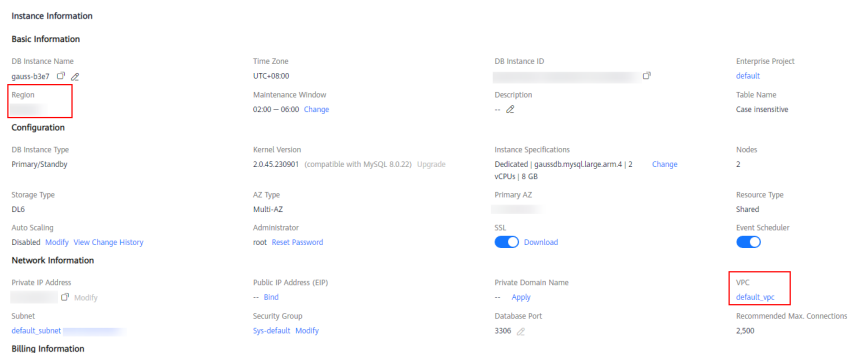 Instance Information
Basic Information
DB Instance Name Time Zone DB Instance ID Enterprise Project
gauss-b3e7 UTC+08:00 default
Region Maintenance Window Description Table Name
02:00 — 06:00 Change -- Case insensitive
Configuration
DB Instance Type Kernel Version Instance Specifications Nodes
Primary/Standby 2.0.45.230901 (compatible with MySQL 8.0.22) Upgrade Dedicated | gaussdb.mysql.large.arm.4 | 2 Change 2
vCPUs | 8 GB
Storage Type AZ Type Primary AZ Resource Type
DL6 Multi-AZ Shared
Auto Scaling Administrator SSL Event Scheduler
Disabled Modify View Change History root Reset Password Download
Network Information
Private IP Address Public IP Address (EIP) Private Domain Name VPC
Modify -- Bind -- Apply default_vpc
Subnet Security Group Database Port Recommended Max. Connections
default_subnet Sys-default Modify 3306 2,500
Billing Information